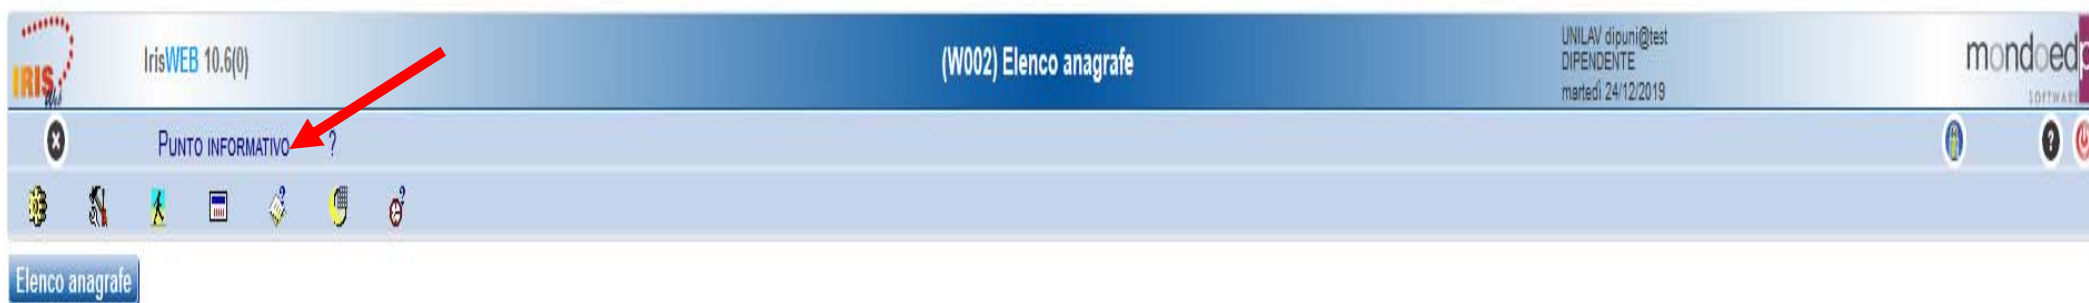 IRIS
Web
IrisWEB 10.6(0)
(W002) Elenco anagrafe
UNILAV dipuni@test
DIPENDENTE
martedì 24/12/2019
mondoedp
SOFTWARE
PUNTO INFORMATIVO ?
Elenco anagrafe